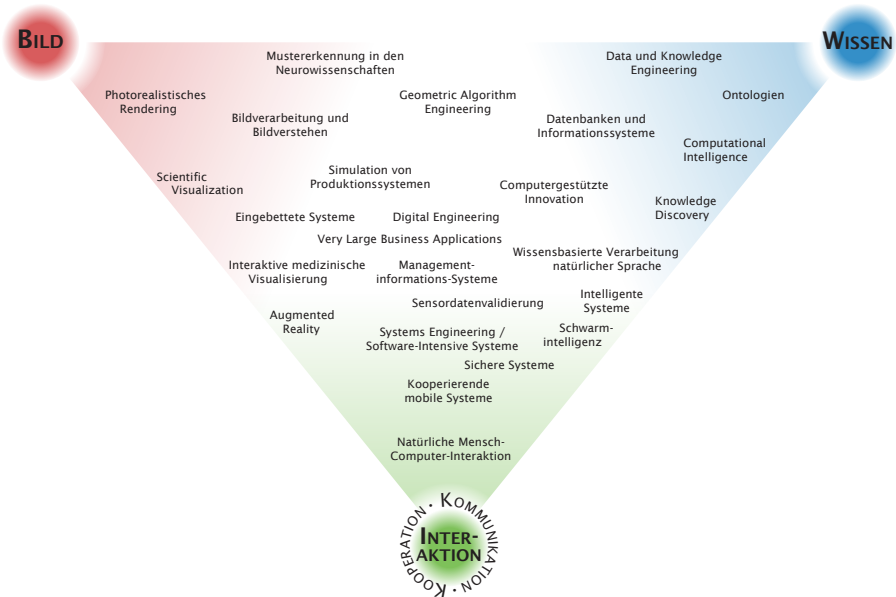 BILD
WISSEN
Mustererkennung in den
Neurowissenschaften
Data und Knowledge
Engineering
Photorealistisches
Rendering
Geometric Algorithm
Engineering
Ontologien
Bildverarbeitung und
Bildverstehen
Datenbanken und
Informationssysteme
Computational
Intelligence
Scientific
Visualization
Simulation von
Produktionssystemen
Computergestützte
Innovation
Knowledge
Discovery
Eingebettete Systeme
Digital Engineering
Very Large Business Applications
Wissensbasierte Verarbeitung
natürlicher Sprache
Interaktive medizinische
Visualisierung
Management-
informations-Systeme
Intelligente
Systeme
Sensordatenvalidierung
Augmented
Reality
Systems Engineering /
Software-Intensive Systeme
Schwarm-
intelligenz
Sichere Systeme
Kooperierende
mobile Systeme
Natürliche Mensch-
Computer-Interaktion
INTER-
AKTION
KOMMUNIKATION · KOOPERATION ·